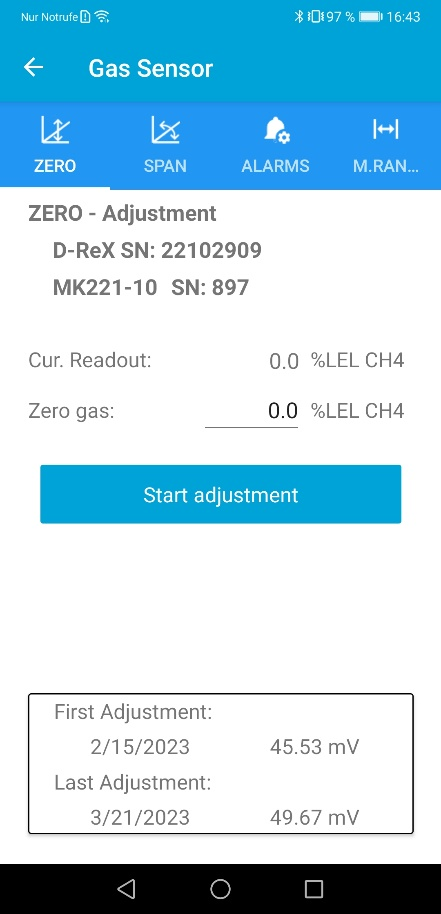 Nur Notrufe 97 % 16:43
Gas Sensor
ZERO SPAN ALARMS M.RAN...
ZERO - Adjustment
D-ReX SN: 22102909
MK221-10 SN: 897
Cur. Readout: 0.0 %LEL CH4
Zero gas: 0.0 %LEL CH4
Start adjustment
First Adjustment:
2/15/2023 45.53 mV
Last Adjustment:
3/21/2023 49.67 mV